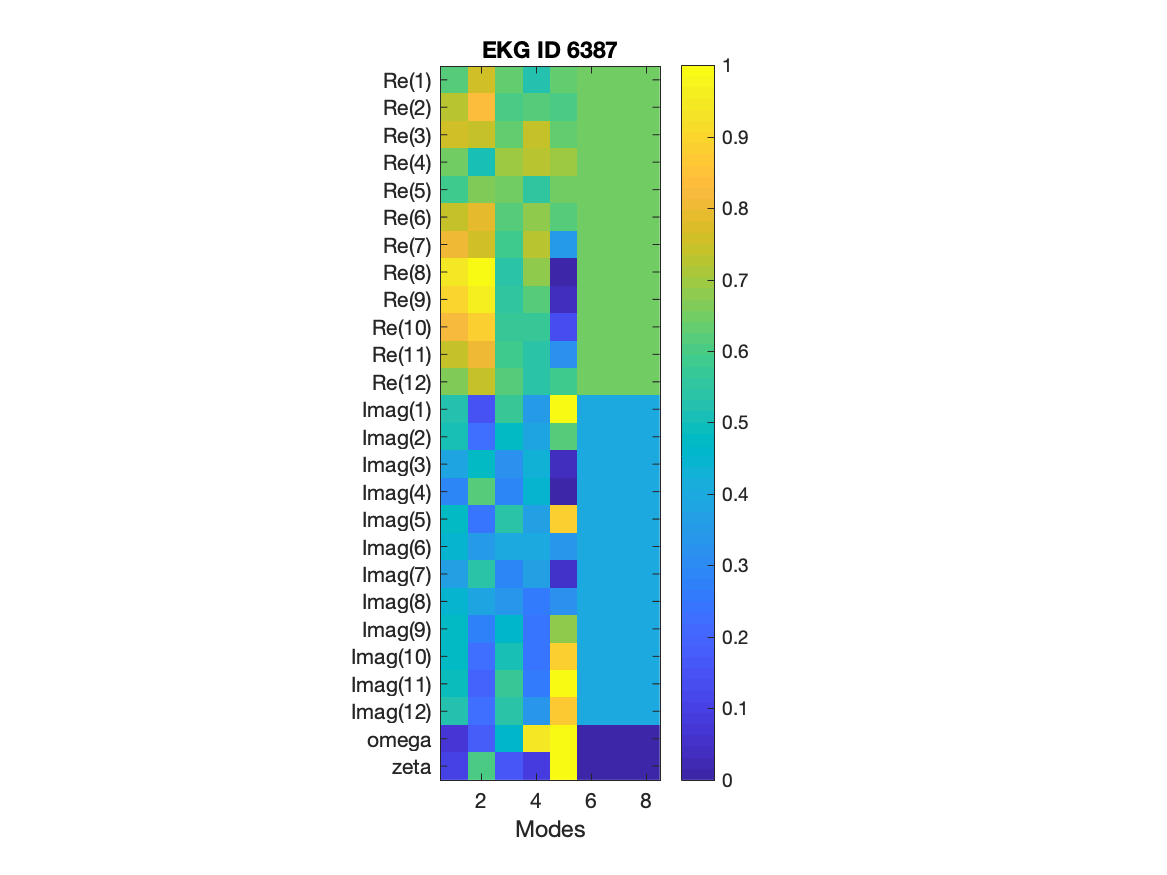 EKG ID 6387
Re(1)
Re(2)
Re(3)
Re(4)
Re(5)
Re(6)
Re(7)
Re(8)
Re(9)
Re(10)
Re(11)
Re(12)
Imag(1)
Imag(2)
Imag(3)
Imag(4)
Imag(5)
Imag(6)
Imag(7)
Imag(8)
Imag(9)
Imag(10)
Imag(11)
Imag(12)
omega
zeta
2 4 6 8
Modes
1
0.9
0.8
0.7
0.6
0.5
0.4
0.3
0.2
0.1
0